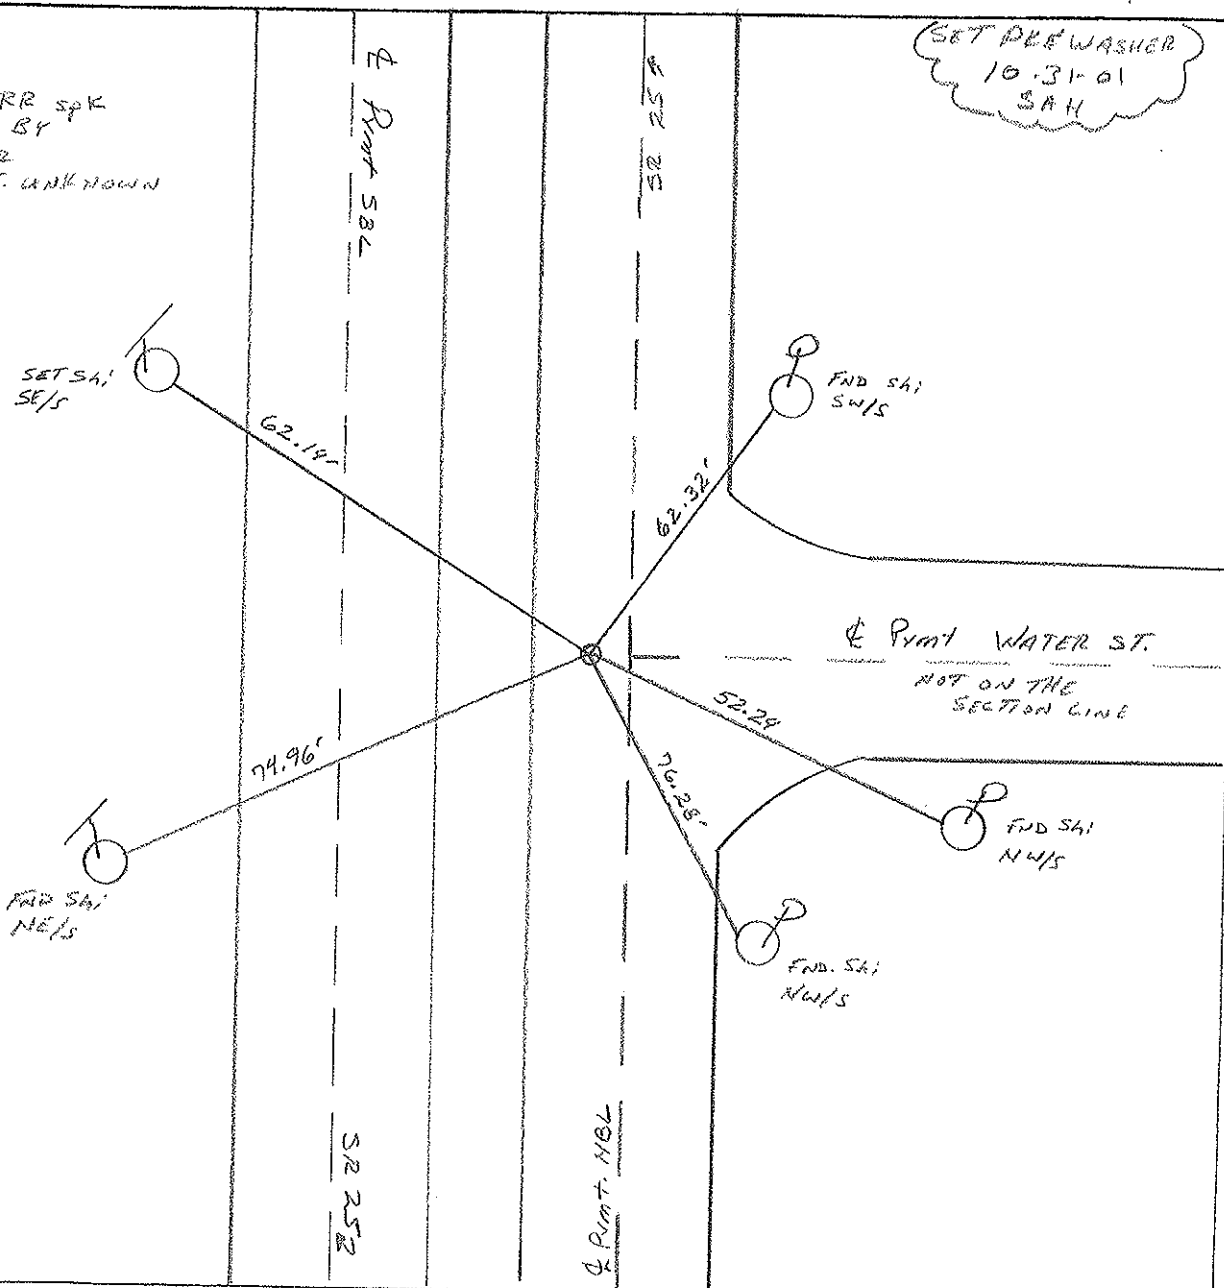 SET PK & WASHER
10-31-01
SAH
RR spk
BY
T. UNKNOWN
℄ Pvmt SBL
SR 25
SET Shi
SE/S
FND Shi
SW/S
62.14'
62.32'
℄ Pvmt WATER ST.
NOT ON THE
SECTION LINE
52.24
74.96'
76.28'
FND Shi
NE/S
FND Shi
NW/S
FND. Shi
NW/S
SR 25
℄ Pvmt. NBL